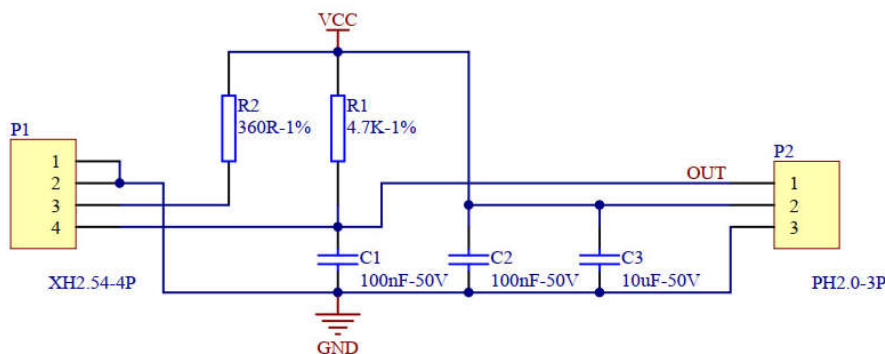 VCC
R2
360R-1%
R1
4.7K-1%
P1
1
2
3
4
XH2.54-4P
OUT
P2
1
2
3
PH2.0-3P
C1
100nF-50V
C2
100nF-50V
C3
10uF-50V
GND